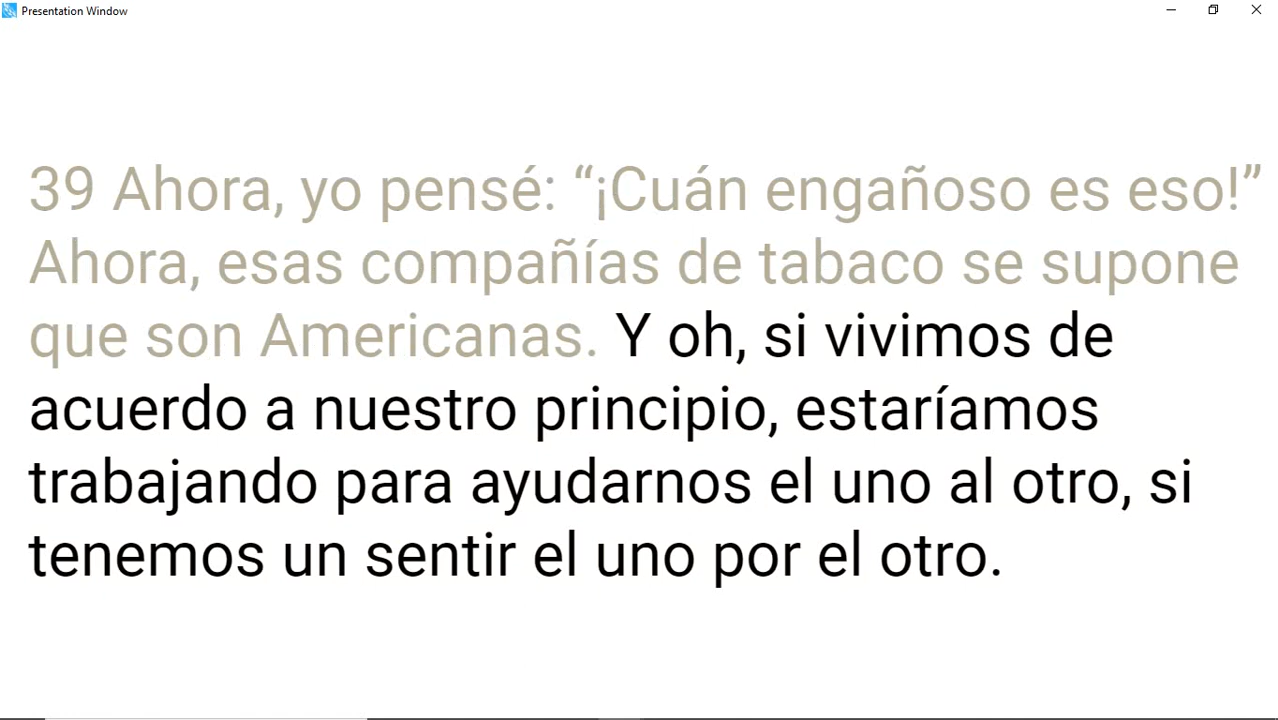 Presentation Window
39 Ahora, yo pensé: “¡Cuán engañoso es eso!”
Ahora, esas compañías de tabaco se supone
que son Americanas. Y oh, si vivimos de
acuerdo a nuestro principio, estaríamos
trabajando para ayudarnos el uno al otro, si
tenemos un sentir el uno por el otro.